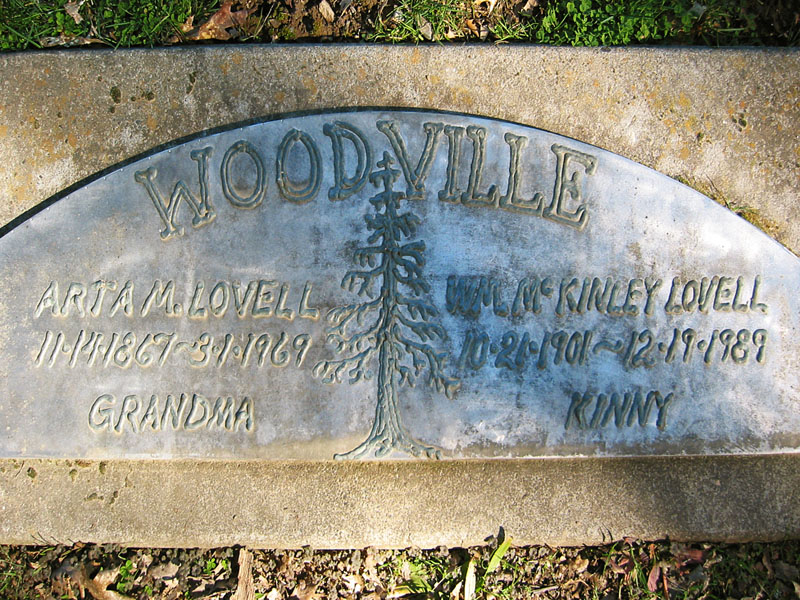 WOODVILLE
ARTA M. LOVELL
11·14·1867~3·1·1969
GRANDMA
WM. McKINLEY LOVELL
10·21·1901~12·19·1989
KINNY